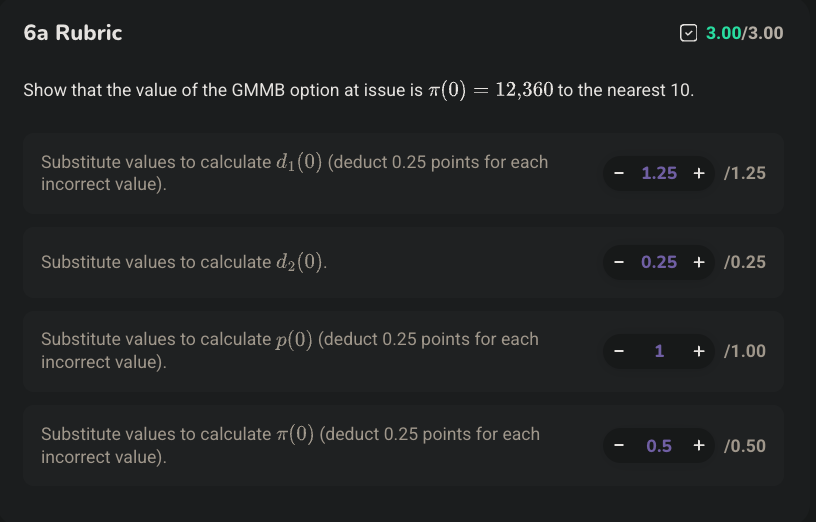 6a Rubric
3.00/3.00
Show that the value of the GMMB option at issue is π(0) = 12,360 to the nearest 10.
Substitute values to calculate d₁(0) (deduct 0.25 points for each
incorrect value).
− 1.25 + /1.25
Substitute values to calculate d₂(0).
− 0.25 + /0.25
Substitute values to calculate p(0) (deduct 0.25 points for each
incorrect value).
− 1 + /1.00
Substitute values to calculate π(0) (deduct 0.25 points for each
incorrect value).
− 0.5 + /0.50